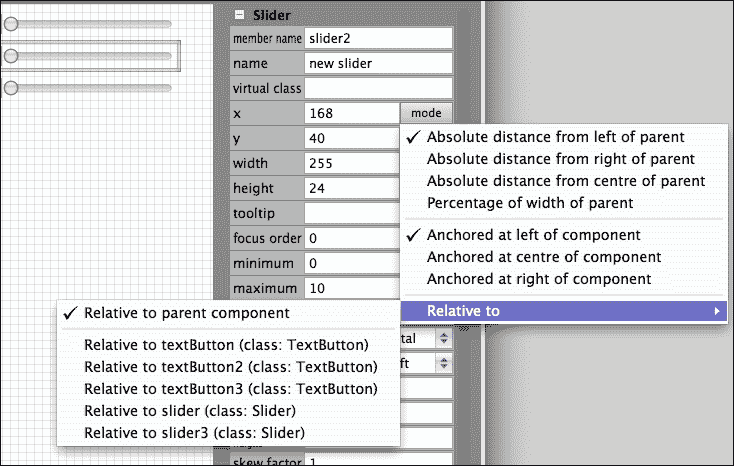 Slider
member name slider2
name new slider
virtual class
x 168 mode
y 40
width 255
height 24
tooltip
focus order 0
minimum 0
maximum 10
Absolute distance from left of parent
Absolute distance from right of parent
Absolute distance from centre of parent
Percentage of width of parent
Anchored at left of component
Anchored at centre of component
Anchored at right of component
Relative to
Relative to parent component
Relative to textButton (class: TextButton)
Relative to textButton2 (class: TextButton)
Relative to textButton3 (class: TextButton)
Relative to slider (class: Slider)
Relative to slider3 (class: Slider)
tal
ft
skew factor 1